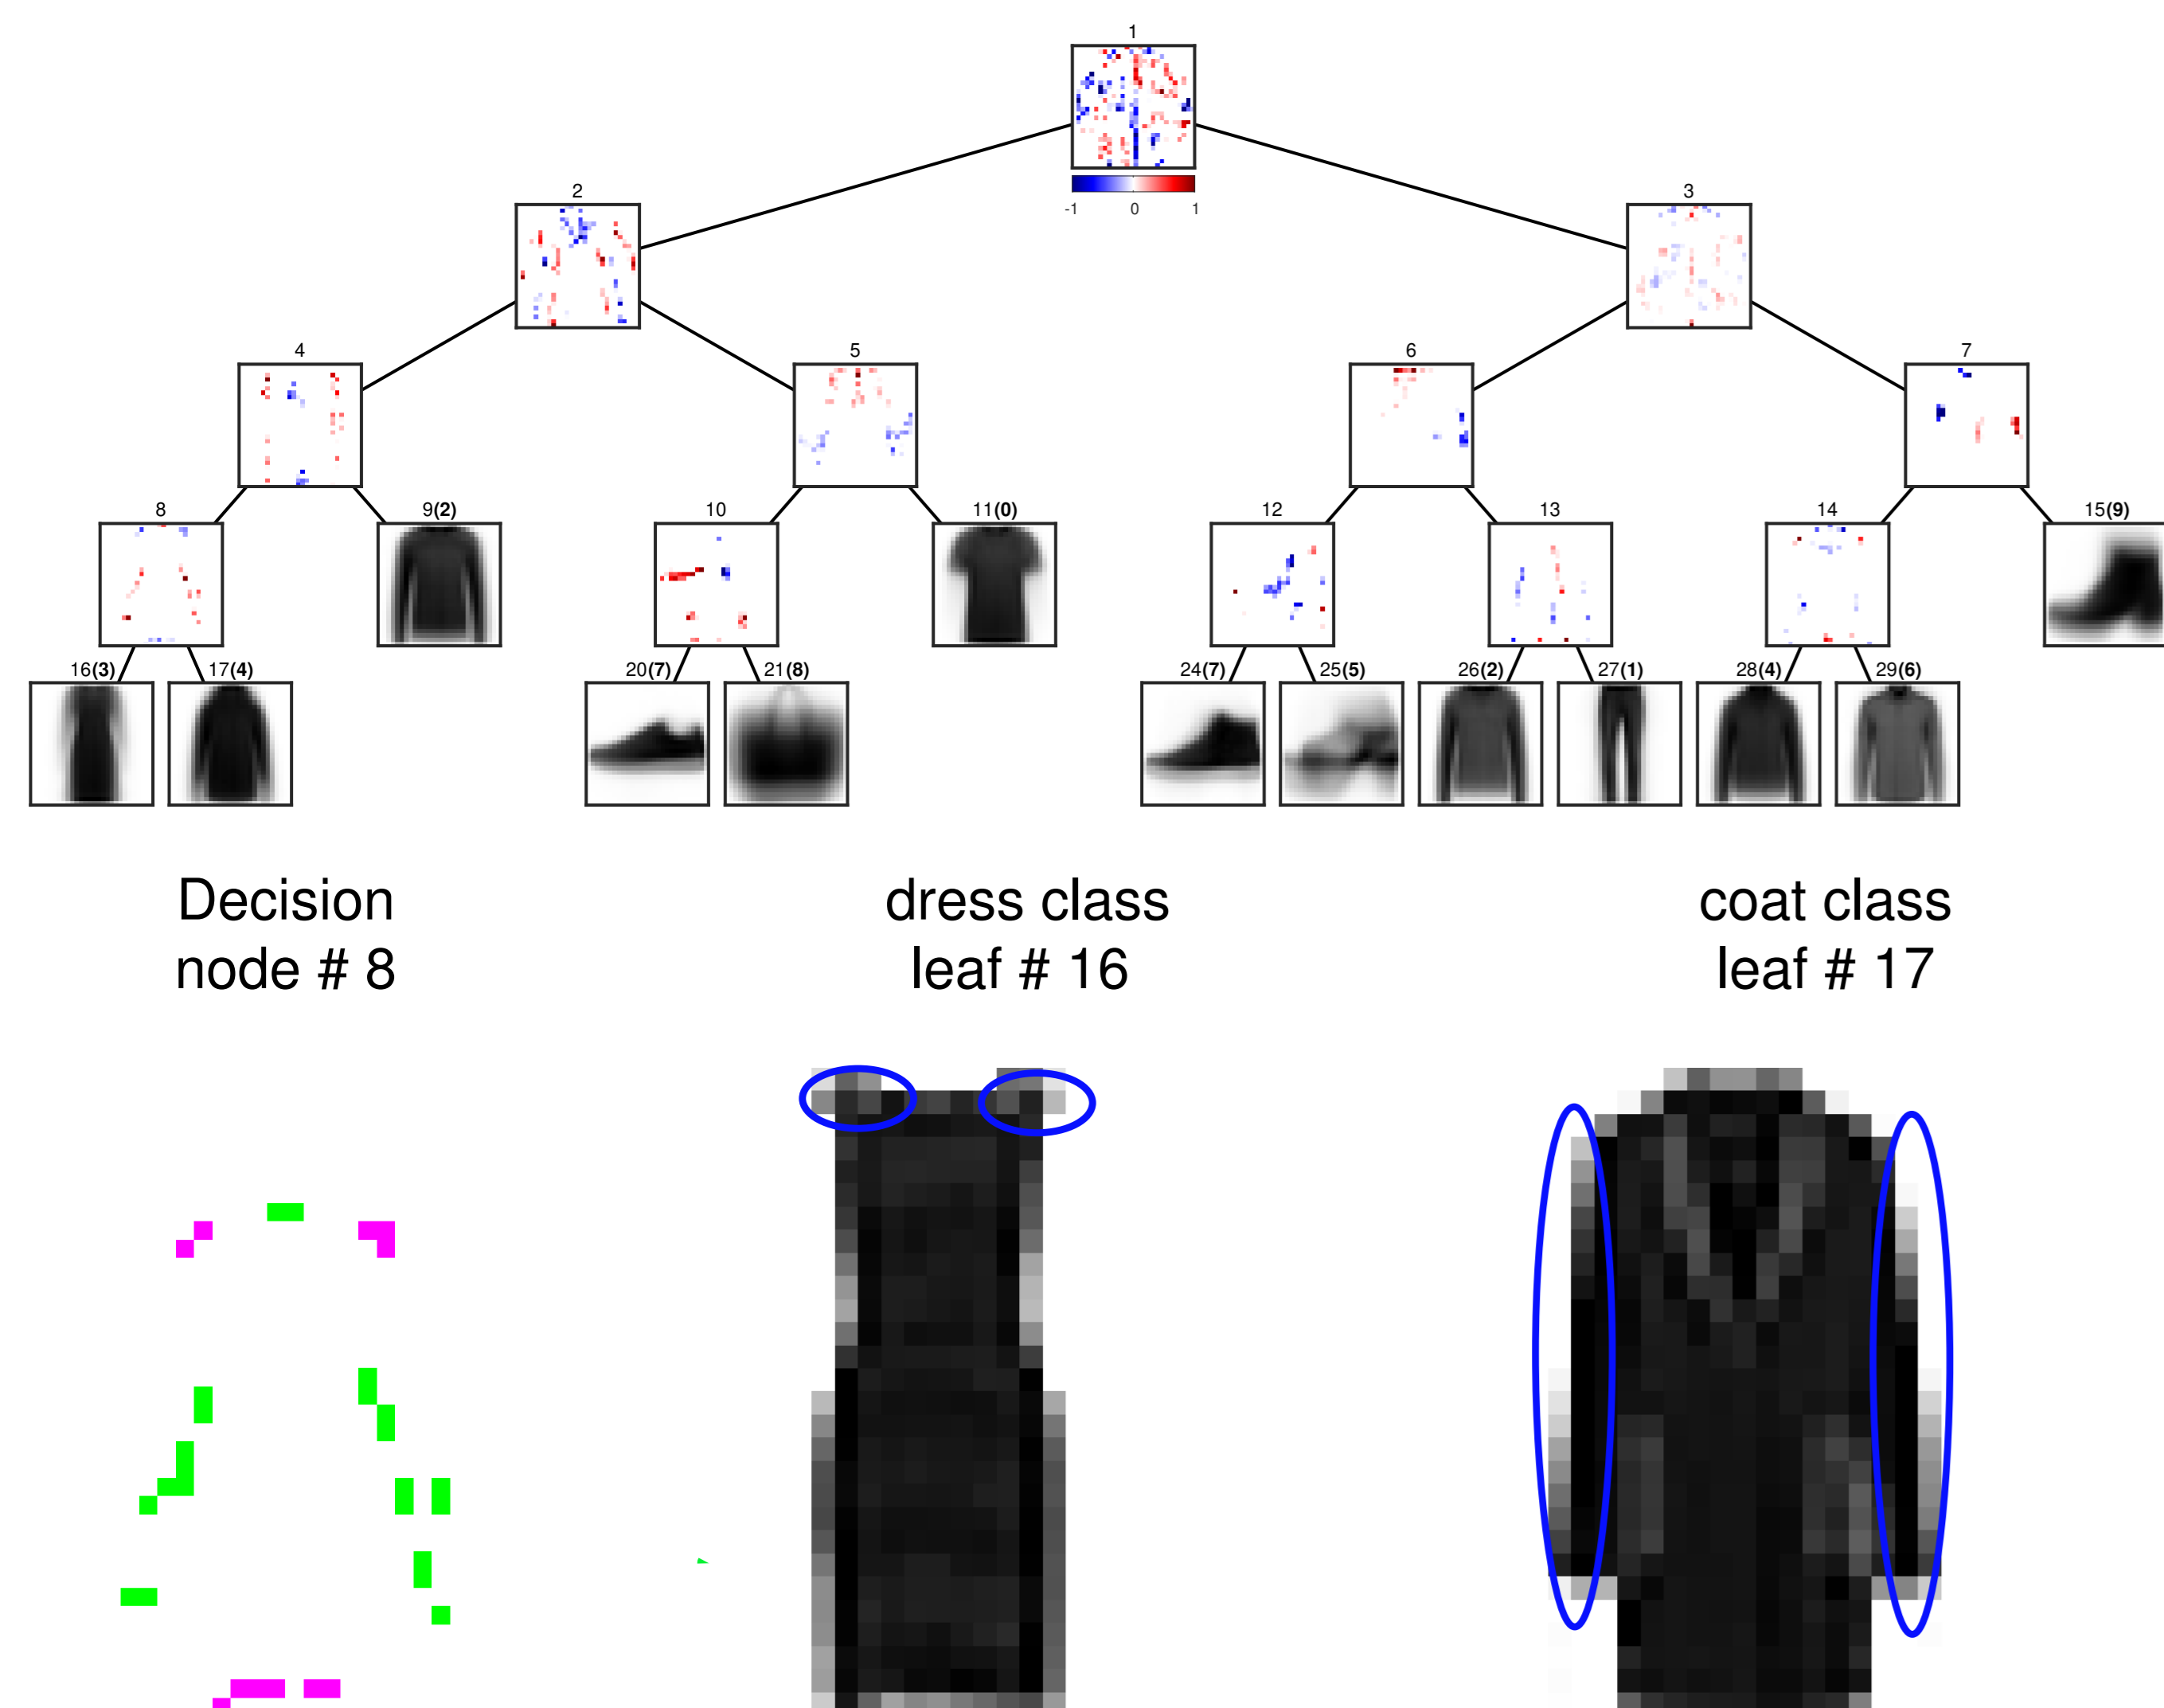 1
-1 0 1
2 3
4 5 6 7
8 9(2) 10 11(0) 12 13 14 15(9)
16(3) 17(4) 20(7) 21(8) 24(7) 25(5) 26(2) 27(1) 28(4) 29(6)
Decision
node # 8
dress class
leaf # 16
coat class
leaf # 17